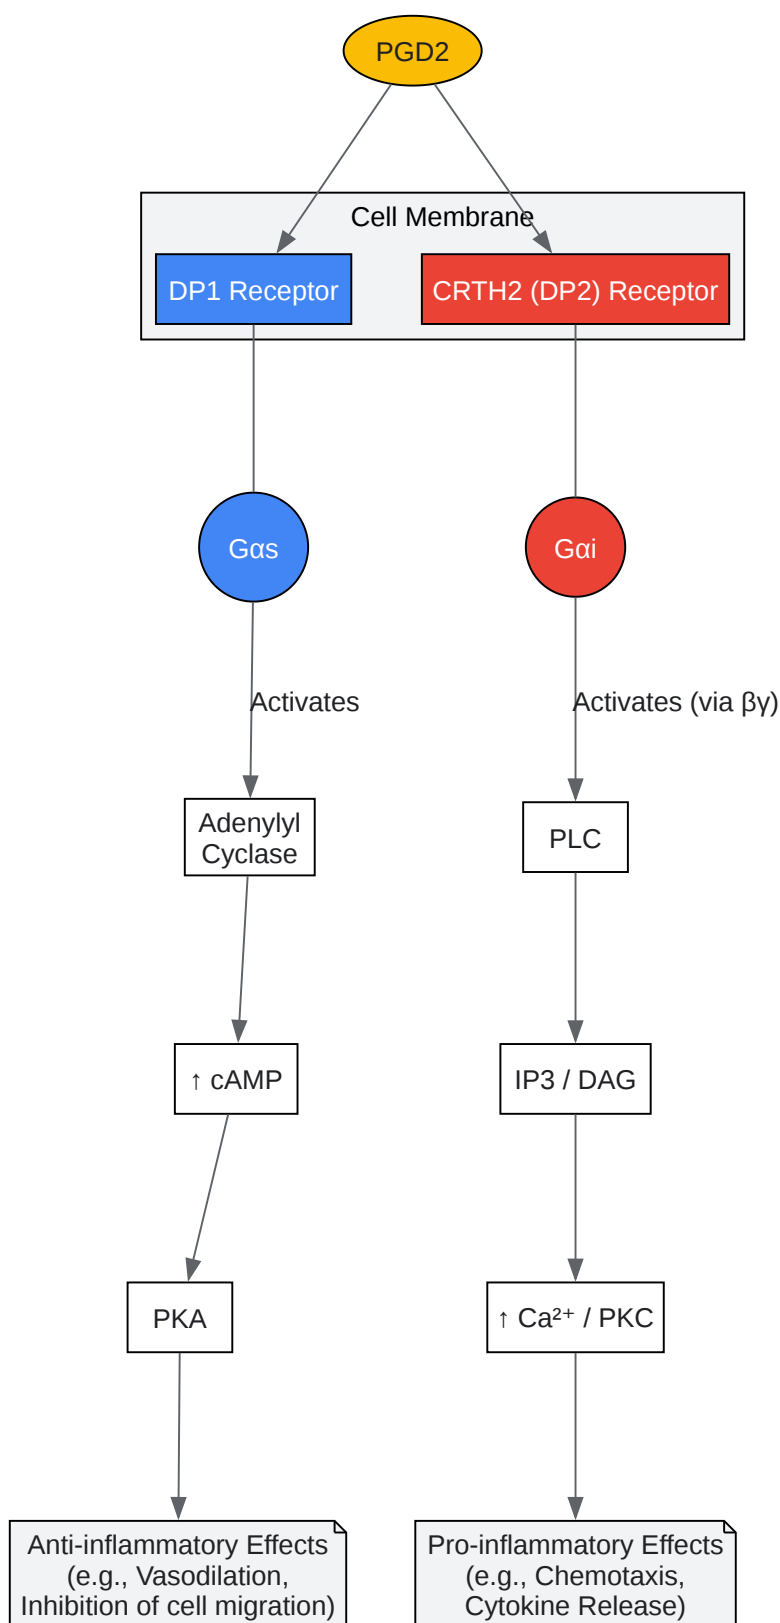 PGD2
Cell Membrane
DP1 Receptor
CRTH2 (DP2) Receptor
Gαs
Gαi
Activates
Activates (via βγ)
Adenylyl
Cyclase
PLC
↑ cAMP
IP3 / DAG
PKA
↑ Ca²⁺ / PKC
Anti-inflammatory Effects
(e.g., Vasodilation,
Inhibition of cell migration)
Pro-inflammatory Effects
(e.g., Chemotaxis,
Cytokine Release)